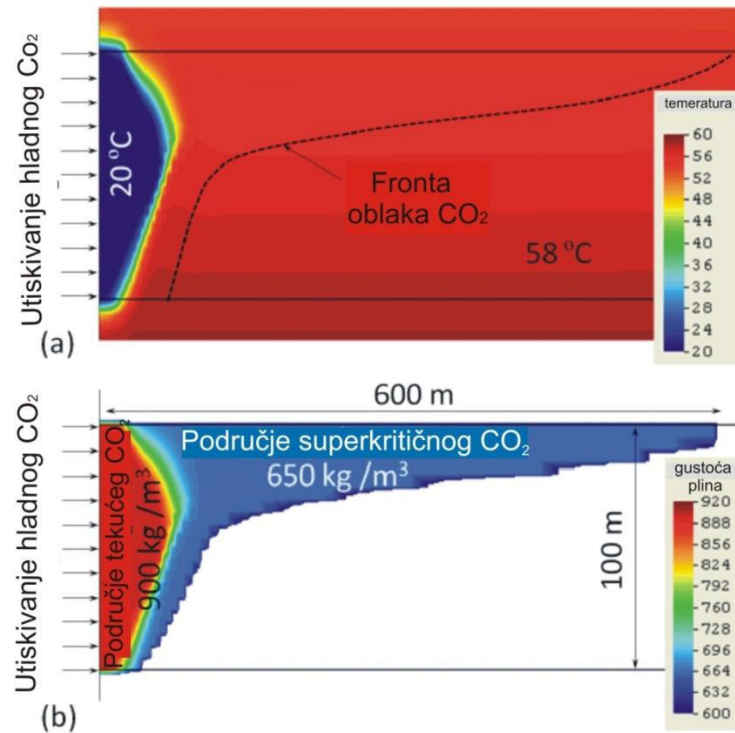 Utiskivanje hladnog Co₂
20 °C
Fronta
oblaka CO₂
58 °C
temeratura
60
56
52
48
44
40
36
32
28
24
20
(a)
600 m
Utiskivanje hladnog CO₂
Područje tekućeg CO₂
900 kg /m³
Područje superkritičnog CO₂
650 kg /m³
100 m
gustoća
plina
920
888
856
824
792
760
728
696
664
632
600
(b)